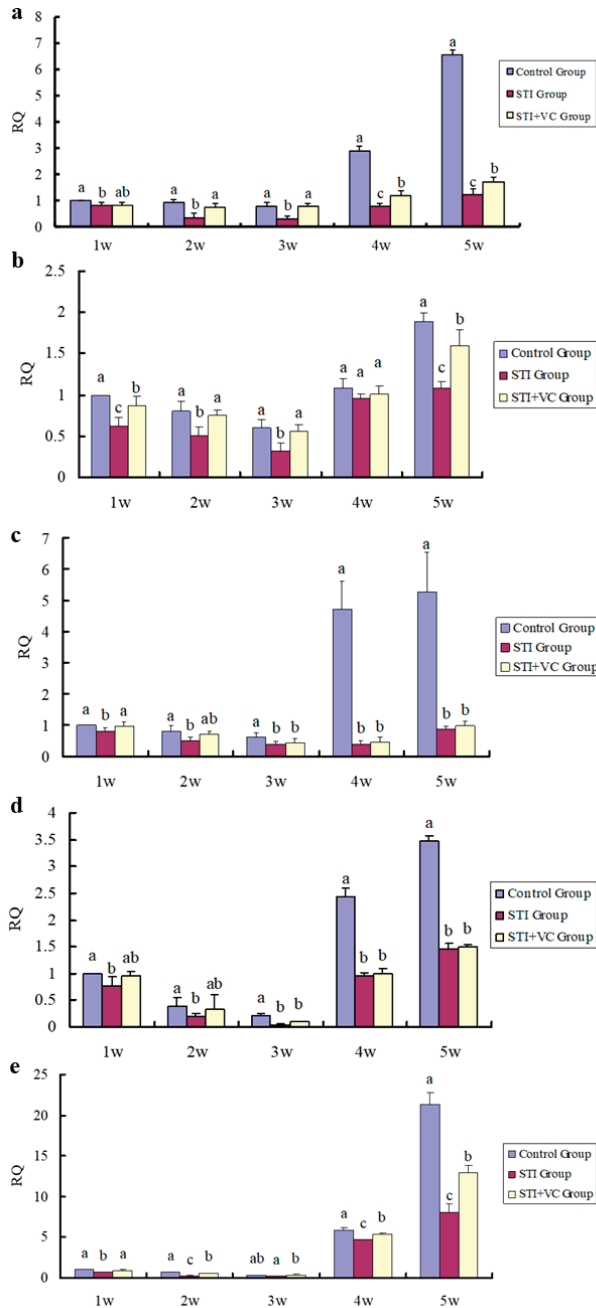 a
8
7
6
5
4
3
2
1
0
RQ
a b ab
a b a
a b a
a c b
a c b
1w 2w 3w 4w 5w
Control Group
STI Group
STI+VC Group
b
2.5
2
1.5
1
0.5
0
RQ
a c b
a b a
a b a
a a a
a c b
1w 2w 3w 4w 5w
Control Group
STI Group
STI+VC Group
c
7
6
5
4
3
2
1
0
RQ
a b a
a b ab
a b b
a b b
a b b
1w 2w 3w 4w 5w
Control Group
STI Group
STI+VC Group
d
4
3.5
3
2.5
2
1.5
1
0.5
0
RQ
a b ab
a b a
a b b
a b b
a b b
1w 2w 3w 4w 5w
Control Group
STI Group
STI+VC Group
e
25
20
15
10
5
0
RQ
a b a
a c b
ab a b
a c b
a c b
1w 2w 3w 4w 5w
Control Group
STI Group
STI+VC Group